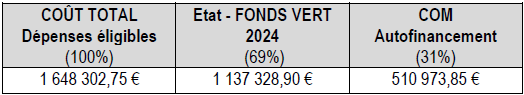 COÛT TOTAL
Dépenses éligibles
(100%)
Etat - FONDS VERT
2024
(69%)
COM
Autofinancement
(31%)
1 648 302,75 €
1 137 328,90 €
510 973,85 €